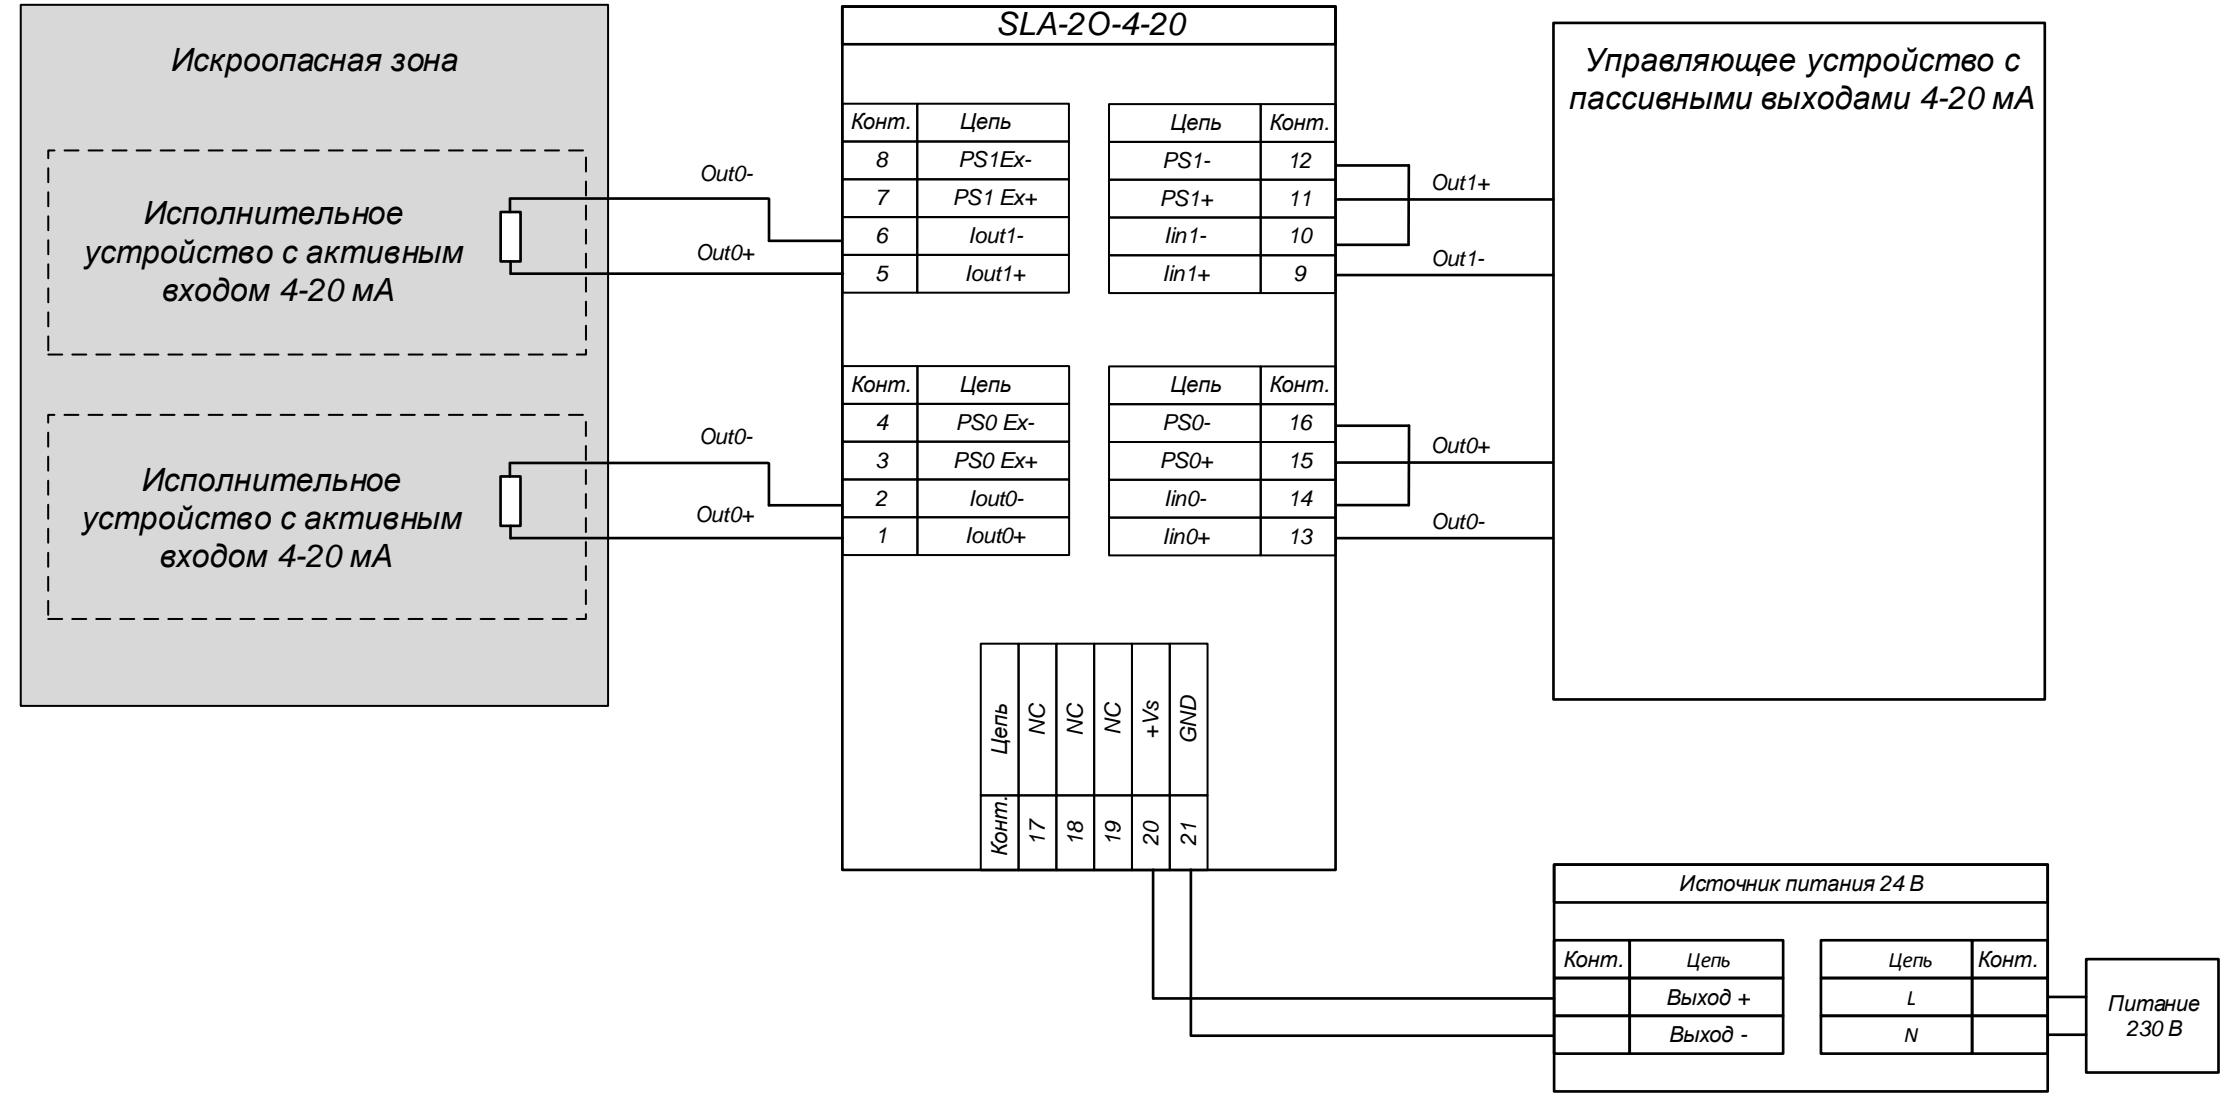 SLA-2O-4-20
Искроопасная зона
Исполнительное
устройство с активным
входом 4-20 мА
Исполнительное
устройство с активным
входом 4-20 мА
Out0-
Out0+
Out0-
Out0+
Конт. Цепь
8 PS1Ex-
7 PS1 Ex+
6 Iout1-
5 Iout1+
Цепь Конт.
PS1- 12
PS1+ 11
Iin1- 10
Iin1+ 9
Конт. Цепь
4 PS0 Ex-
3 PS0 Ex+
2 Iout0-
1 Iout0+
Цепь Конт.
PS0- 16
PS0+ 15
Iin0- 14
Iin0+ 13
Out1+
Out1-
Out0+
Out0-
Управляющее устройство с
пассивными выходами 4-20 мА
Цепь NC NC NC +Vs GND
Конт. 17 18 19 20 21
Источник питания 24 В
Конт. Цепь
Выход +
Выход -
Цепь Конт.
L
N
Питание
230 В